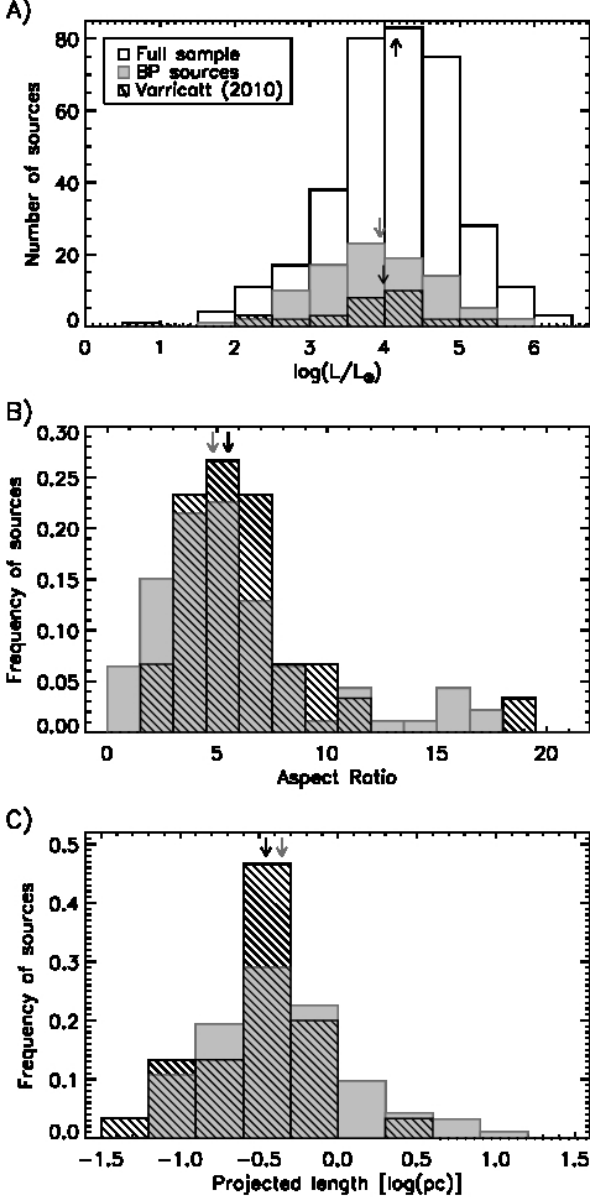 A)
80
60
40
20
0
Number of sources
Full sample
BP sources
Varricatt (2010)
0 1 2 3 4 5 6
log(L/L⊙)
B)
0.30
0.25
0.20
0.15
0.10
0.05
0.00
Frequency of sources
0 5 10 15 20
Aspect Ratio
C)
0.5
0.4
0.3
0.2
0.1
0.0
Frequency of sources
−1.5 −1.0 −0.5 0.0 0.5 1.0 1.5
Projected length [log(pc)]